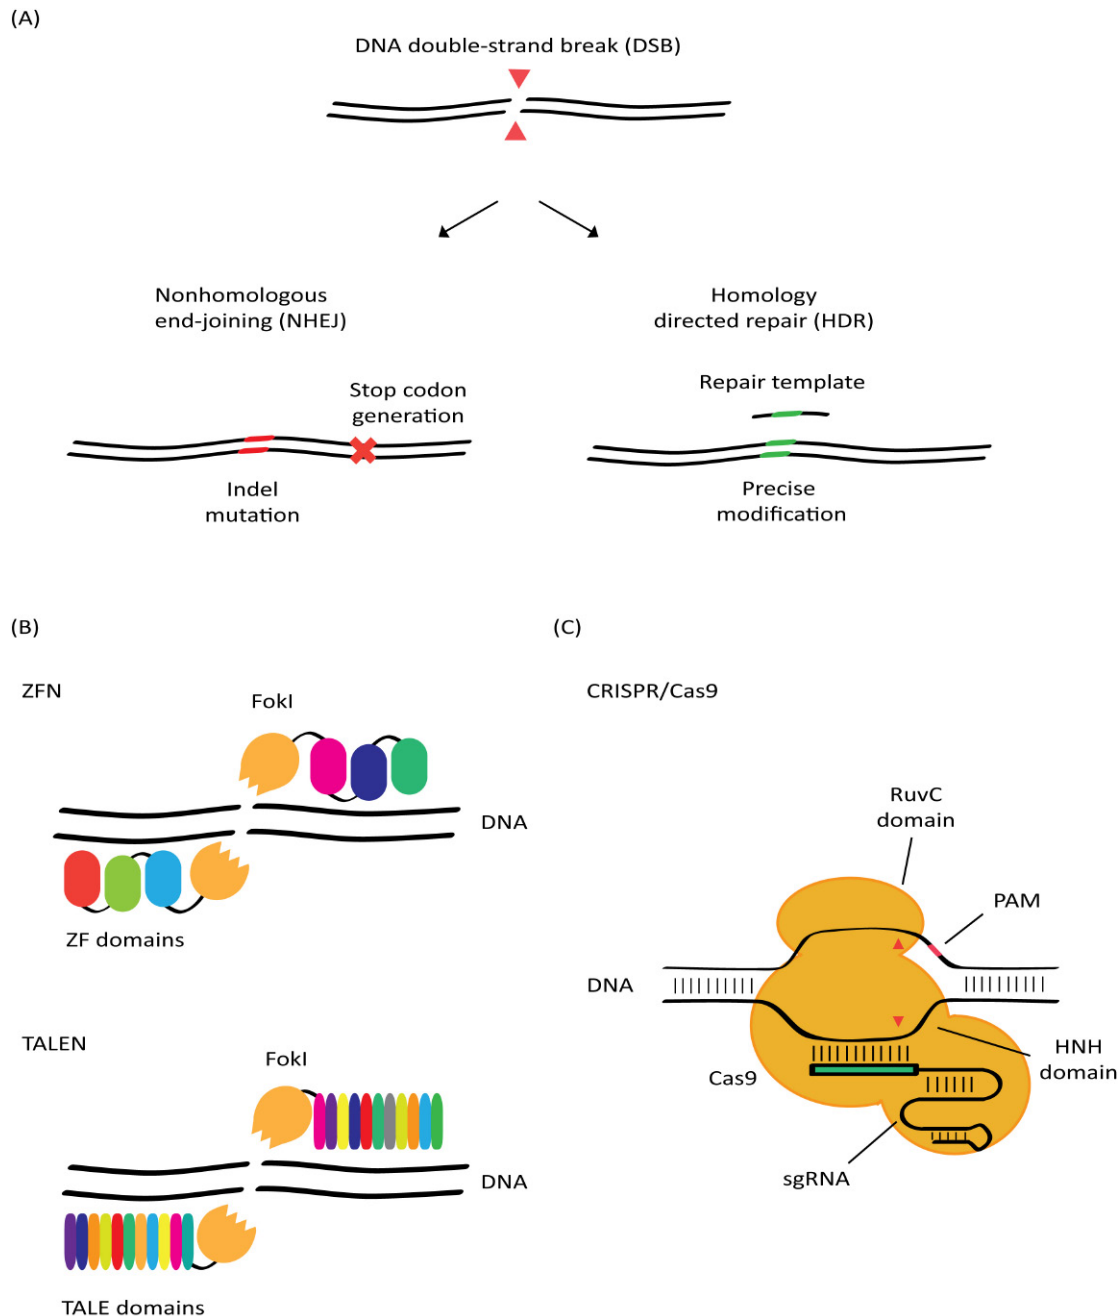 (A)
DNA double-strand break (DSB)
Nonhomologous
end-joining (NHEJ)
Homology
directed repair (HDR)
Stop codon
generation
Repair template
Indel
mutation
Precise
modification
(B)
ZFN
FokI
DNA
ZF domains
TALEN
FokI
DNA
TALE domains
(C)
CRISPR/Cas9
RuvC
domain
PAM
DNA
HNH
domain
Cas9
sgRNA